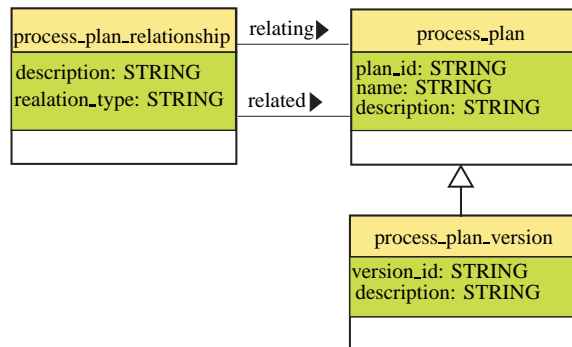 process_plan_relationship
description: STRING
realation_type: STRING
relating
related
process_plan
plan_id: STRING
name: STRING
description: STRING
process_plan_version
version_id: STRING
description: STRING